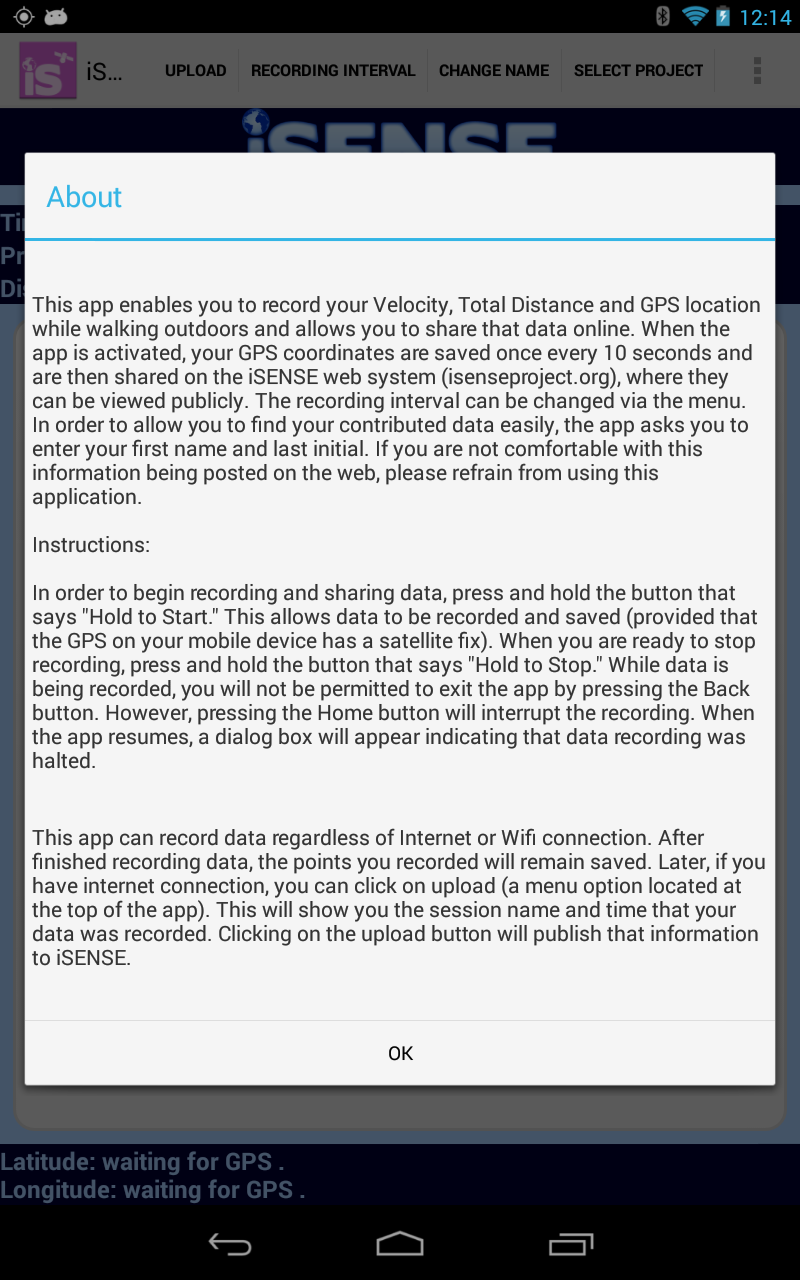 12:14
iS
iS...
UPLOAD
RECORDING INTERVAL
CHANGE NAME
SELECT PROJECT
iSENSE
Ti
Pr
Dis
About
This app enables you to record your Velocity, Total Distance and GPS location
while walking outdoors and allows you to share that data online. When the
app is activated, your GPS coordinates are saved once every 10 seconds and
are then shared on the iSENSE web system (isenseproject.org), where they
can be viewed publicly. The recording interval can be changed via the menu.
In order to allow you to find your contributed data easily, the app asks you to
enter your first name and last initial. If you are not comfortable with this
information being posted on the web, please refrain from using this
application.
Instructions:
In order to begin recording and sharing data, press and hold the button that
says "Hold to Start." This allows data to be recorded and saved (provided that
the GPS on your mobile device has a satellite fix). When you are ready to stop
recording, press and hold the button that says "Hold to Stop." While data is
being recorded, you will not be permitted to exit the app by pressing the Back
button. However, pressing the Home button will interrupt the recording. When
the app resumes, a dialog box will appear indicating that data recording was
halted.
This app can record data regardless of Internet or Wifi connection. After
finished recording data, the points you recorded will remain saved. Later, if you
have internet connection, you can click on upload (a menu option located at
the top of the app). This will show you the session name and time that your
data was recorded. Clicking on the upload button will publish that information
to iSENSE.
OK
Latitude: waiting for GPS .
Longitude: waiting for GPS .